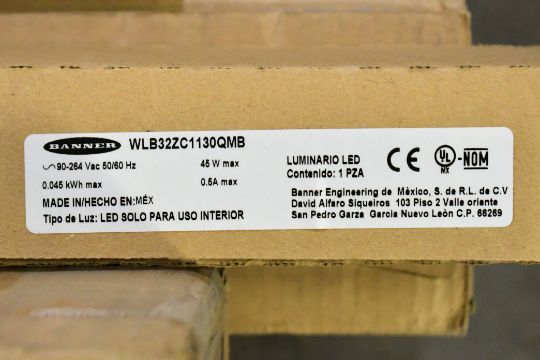 BANNER WLB32ZC1130QMB
90-264 Vac 50/60 Hz 45 W max
0.045 kWh max 0.5A max
MADE IN/HECHO EN: MÉX
Tipo de Luz: LED SOLO PARA USO INTERIOR
LUMINARIO LED
Contenido: 1 PZA
CE UL MX -NOM
Banner Engineering de Mèxico, S. de R.L. de C.V
David Alfaro Siqueiros 103 Piso 2 Valle oriente
San Pedro Garza Garcia Nuevo Leòn C.P. 66269